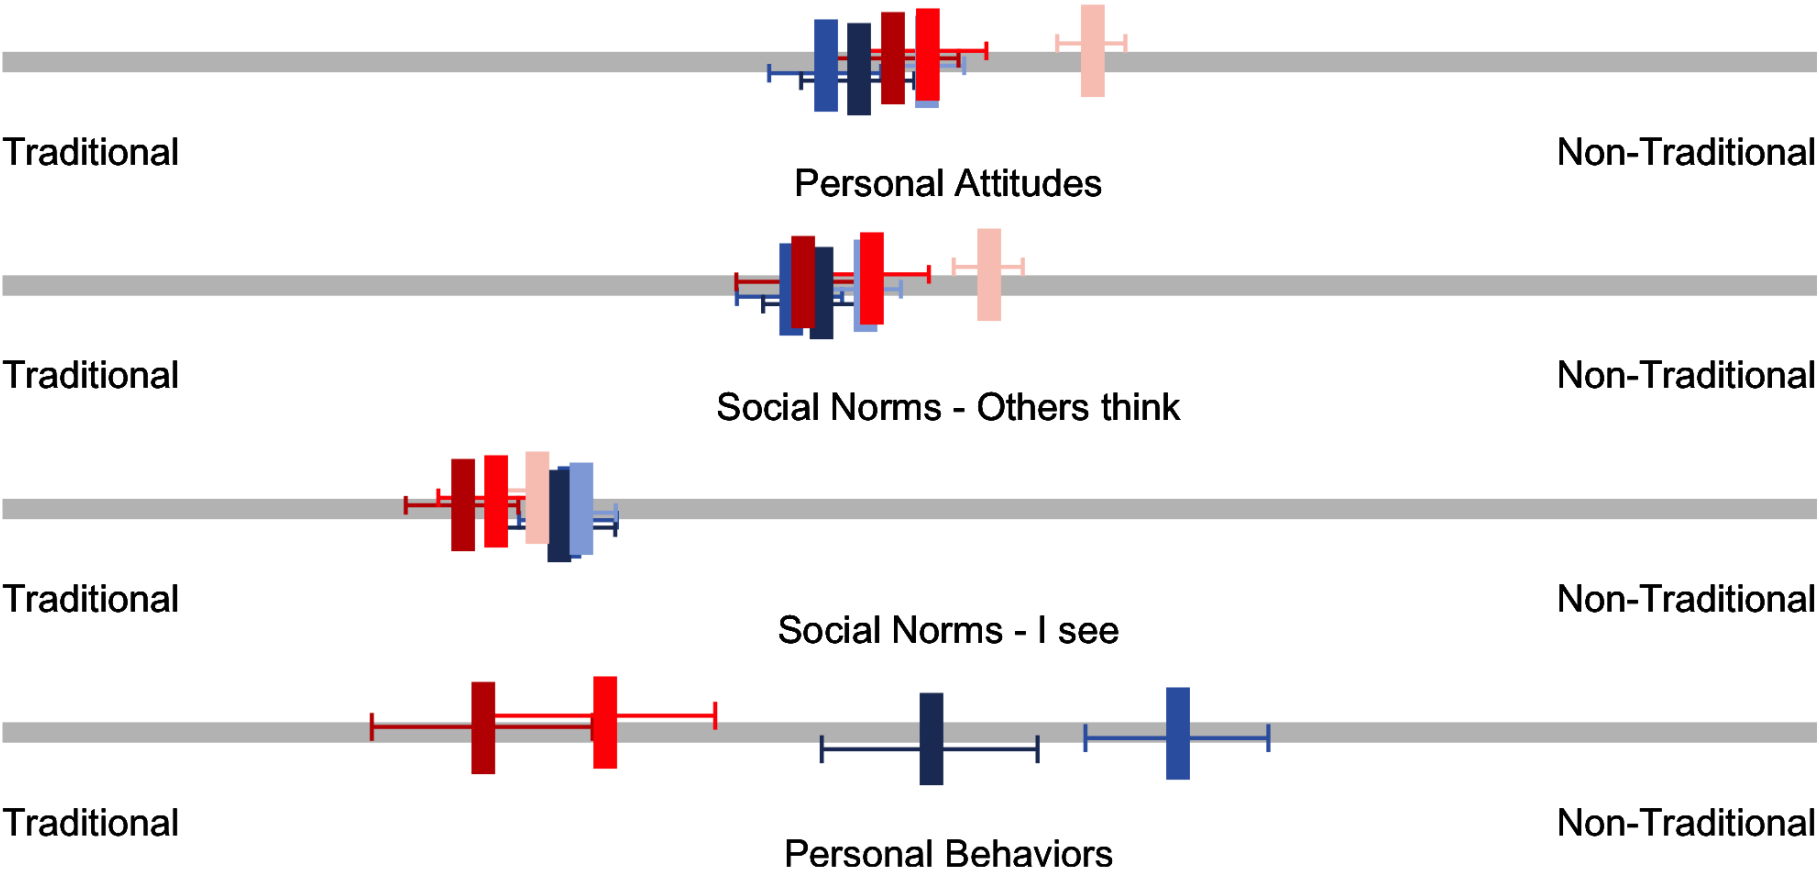 Traditional
Non-Traditional
Personal Attitudes
Traditional
Non-Traditional
Social Norms - Others think
Traditional
Non-Traditional
Social Norms - I see
Traditional
Non-Traditional
Personal Behaviors